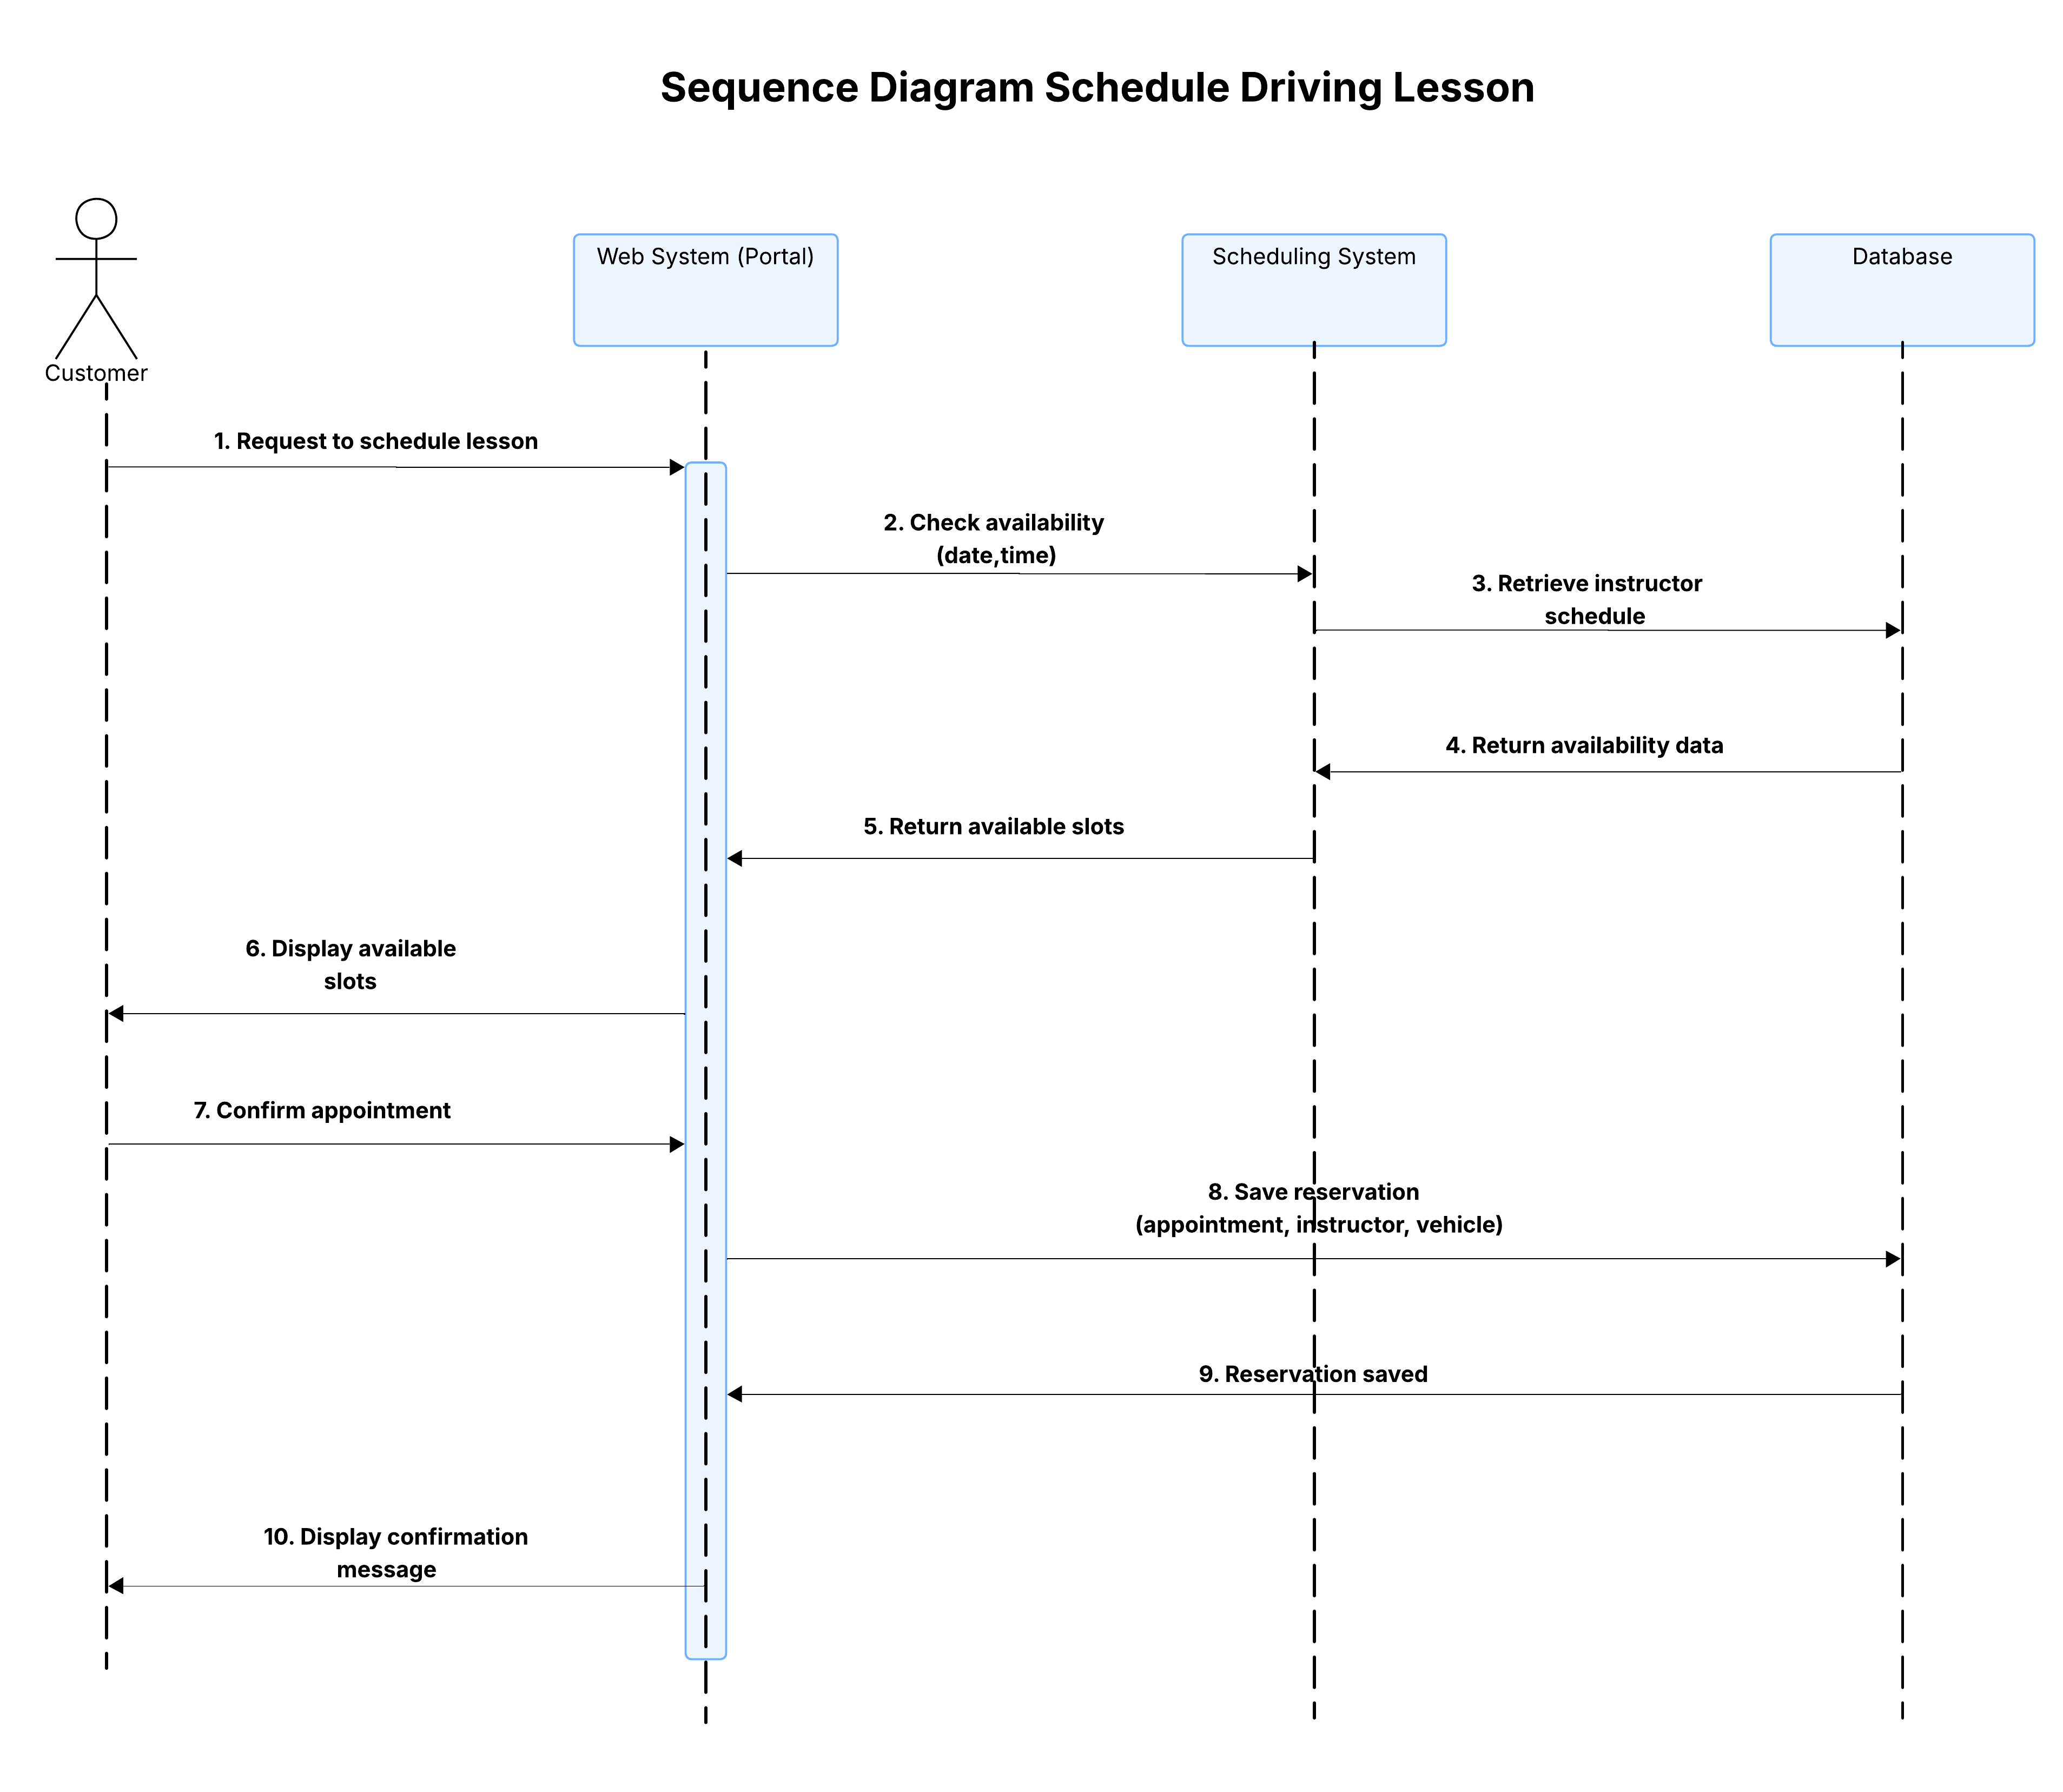 Sequence Diagram Schedule Driving Lesson
Web System (Portal)
Scheduling System
Database
Customer
1. Request to schedule lesson
2. Check availability
(date,time)
3. Retrieve instructor
schedule
4. Return availability data
5. Return available slots
6. Display available
slots
7. Confirm appointment
8. Save reservation
(appointment, instructor, vehicle)
9. Reservation saved
10. Display confirmation
message